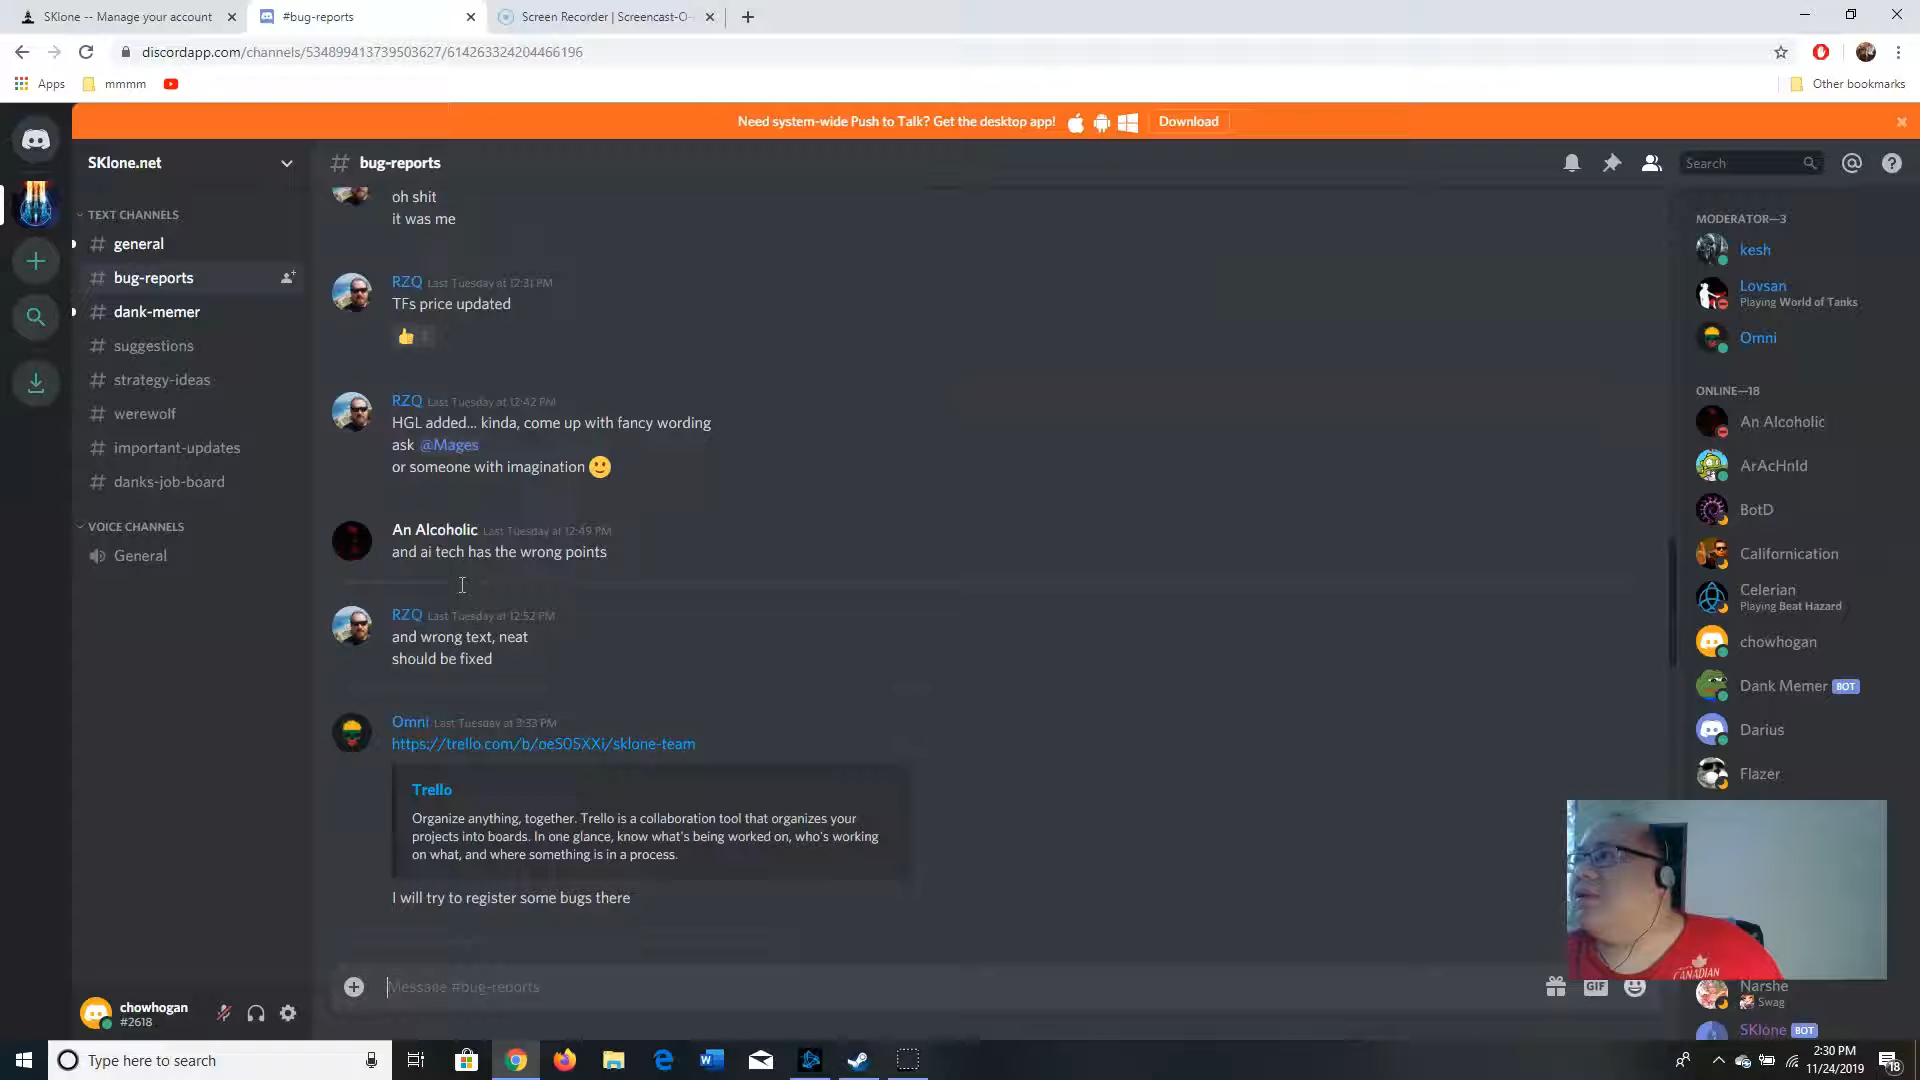 SKlone -- Manage your account
#bug-reports
Screen Recorder | Screencast-O-
discordapp.com/channels/534899413739503627/614263324204466196
Apps
mmmm
Other bookmarks
Need system-wide Push to Talk? Get the desktop app!
Download
SKlone.net
# bug-reports
Search
TEXT CHANNELS
# general
# bug-reports
# dank-memer
# suggestions
# strategy-ideas
# werewolf
# important-updates
# danks-job-board
VOICE CHANNELS
General
oh shit
it was me
RZQ Last Tuesday at 12:31 PM
TFs price updated
RZQ Last Tuesday at 12:42 PM
HGL added... kinda, come up with fancy wording
ask @Mages
or someone with imagination
An Alcoholic Last Tuesday at 12:49 PM
and ai tech has the wrong points
RZQ Last Tuesday at 12:52 PM
and wrong text, neat
should be fixed
Omni Last Tuesday at 3:33 PM
https://trello.com/b/oeS0SXXi/sklone-team
Trello
Organize anything, together. Trello is a collaboration tool that organizes your
projects into boards. In one glance, know what's being worked on, who's working
on what, and where something is in a process.
I will try to register some bugs there
Message #bug-reports
GIF
MODERATOR—3
kesh
Lovsan
Playing World of Tanks
Omni
ONLINE—18
An Alcoholic
ArAcHnId
BotD
Californication
Celerian
Playing Beat Hazard
chowhogan
Dank Memer BOT
Darius
Flazer
CANADIAN
Narshe
Swag
SKlone BOT
chowhogan
#2618
Type here to search
2:30 PM
11/24/2019
18